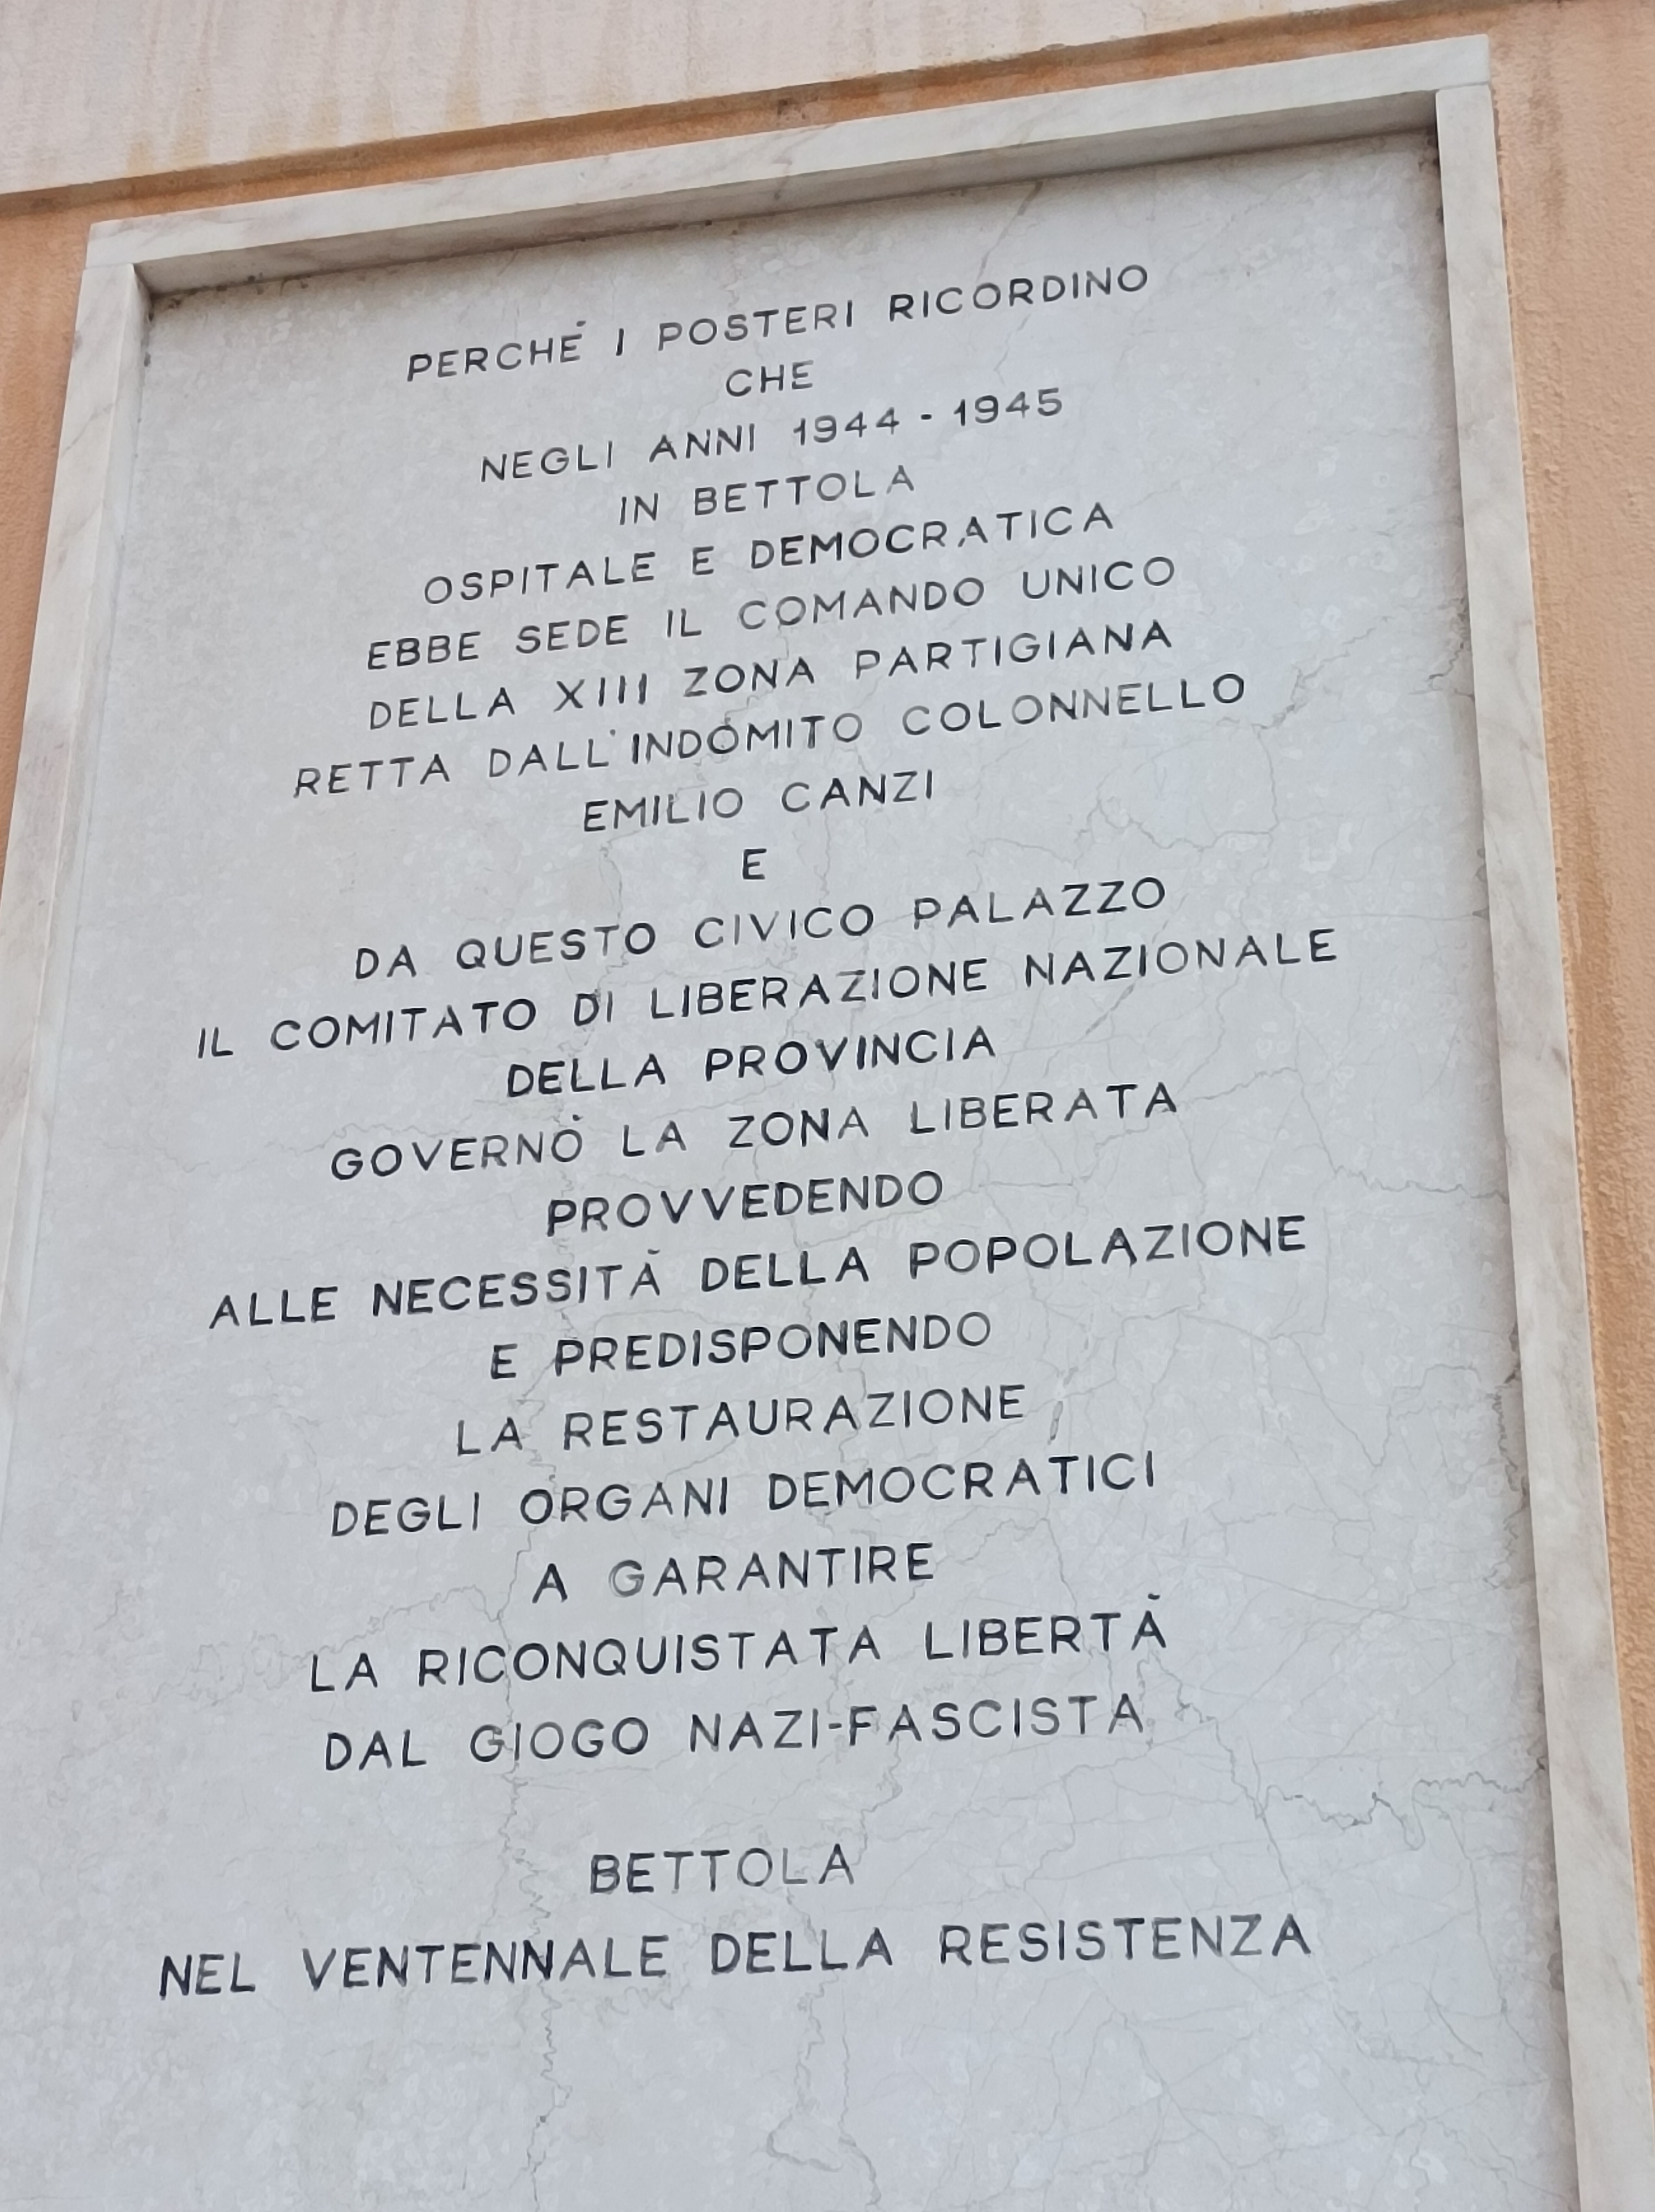 PERCHÉ I POSTERI RICORDINO
CHE
NEGLI ANNI 1944 - 1945
IN BETTOLA
OSPITALE E DEMOCRATICA
EBBE SEDE IL COMANDO UNICO
DELLA XIII ZONA PARTIGIANA
RETTA DALL'INDOMITO COLONNELLO
EMILIO CANZI
E
DA QUESTO CIVICO PALAZZO
IL COMITATO DI LIBERAZIONE NAZIONALE
DELLA PROVINCIA
GOVERNÒ LA ZONA LIBERATA
PROVVEDENDO
ALLE NECESSITÀ DELLA POPOLAZIONE
E PREDISPONENDO
LA RESTAURAZIONE
DEGLI ORGANI DEMOCRATICI
A GARANTIRE
LA RICONQUISTATA LIBERTÀ
DAL GIOGO NAZI-FASCISTA
BETTOLA
NEL VENTENNALE DELLA RESISTENZA